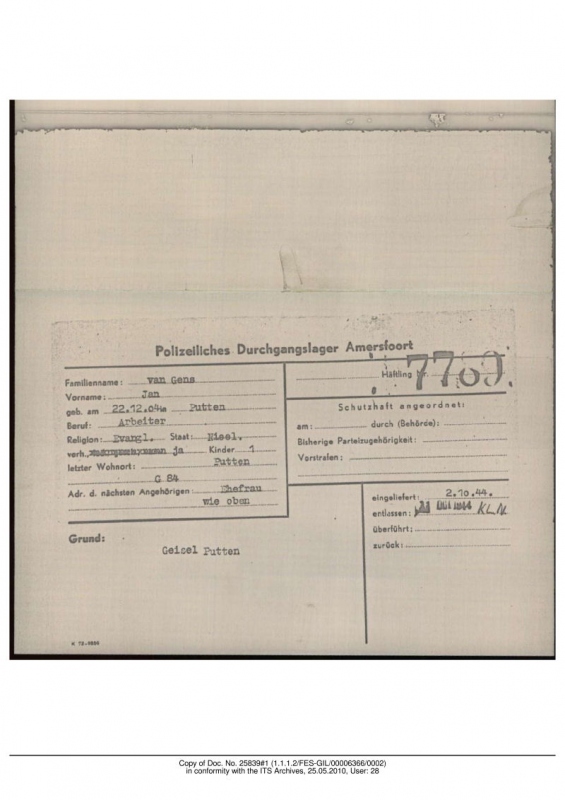 Polizeiliches Durchgangslager Amersfoort
Familienname: van Gens
Vorname: Jan
geb. am 22.12.04 in Putten
Beruf: Arbeiter
Religion: Evangl. Staat:
verh., ja Kinder 1
letzter Wohnort: Putten
G 84
Adr. d. nächsten Angehörigen: Ehefrau
wie oben
Häftling Nr. 7769.
Schutzhaft angeordnet:
am: durch (Behörde):
Bisherige Parteizugehörigkeit:
Vorstrafen:
eingeliefert: 2.10.44.
entlassen: Okt 1944 KLN
überführt:
zurück:
Grund:
Geisel Putten
Copy of Doc. No. 25839#1 (1.1.1.2/FES-GIL/00006366/0002)
in conformity with the ITS Archives, 25.05.2010, User: 28